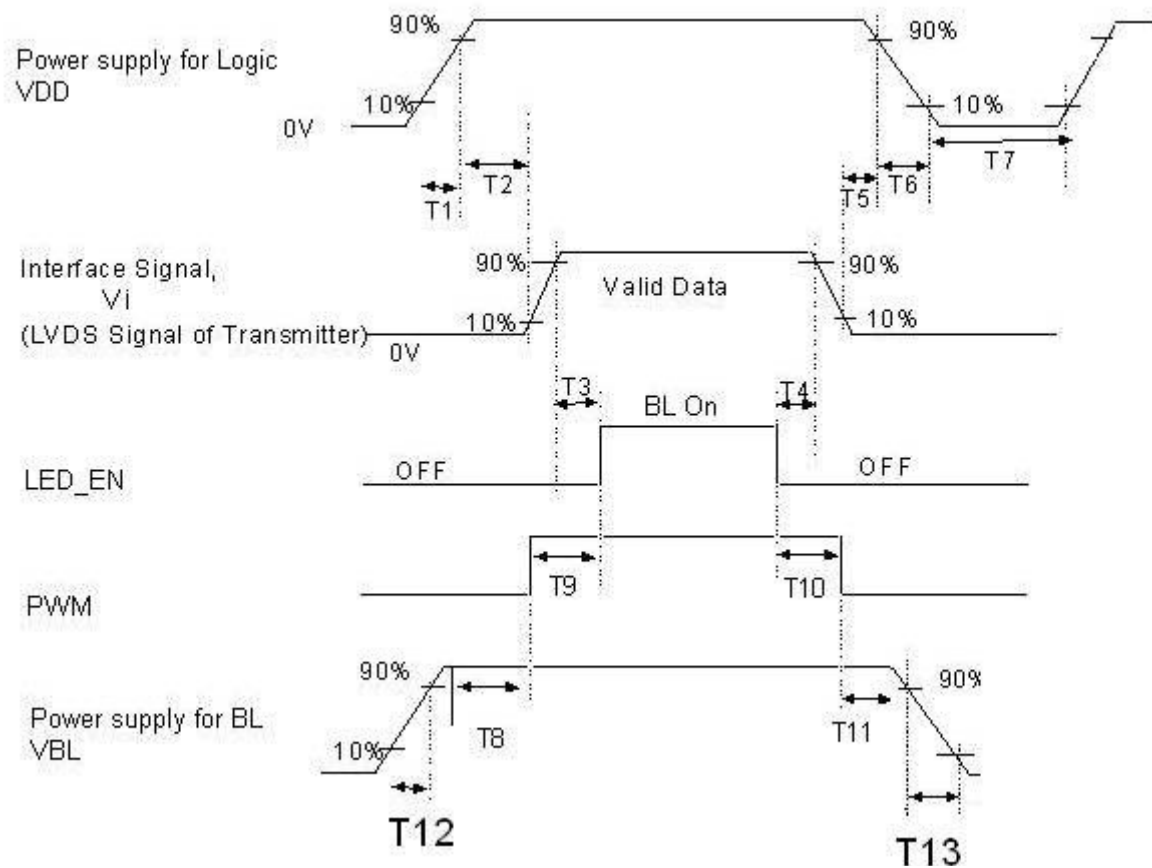 90%
90%
Power supply for Logic
VDD
10%
10%
0V
T1
T2
T5
T6
T7
Interface Signal,
Vi
(LVDS Signal of Transmitter)
90%
90%
Valid Data
10%
10%
0V
T3
T4
BL On
LED_EN
OFF
OFF
PWM
T9
T10
90%
90%
Power supply for BL
VBL
10%
T8
T11
T12
T13